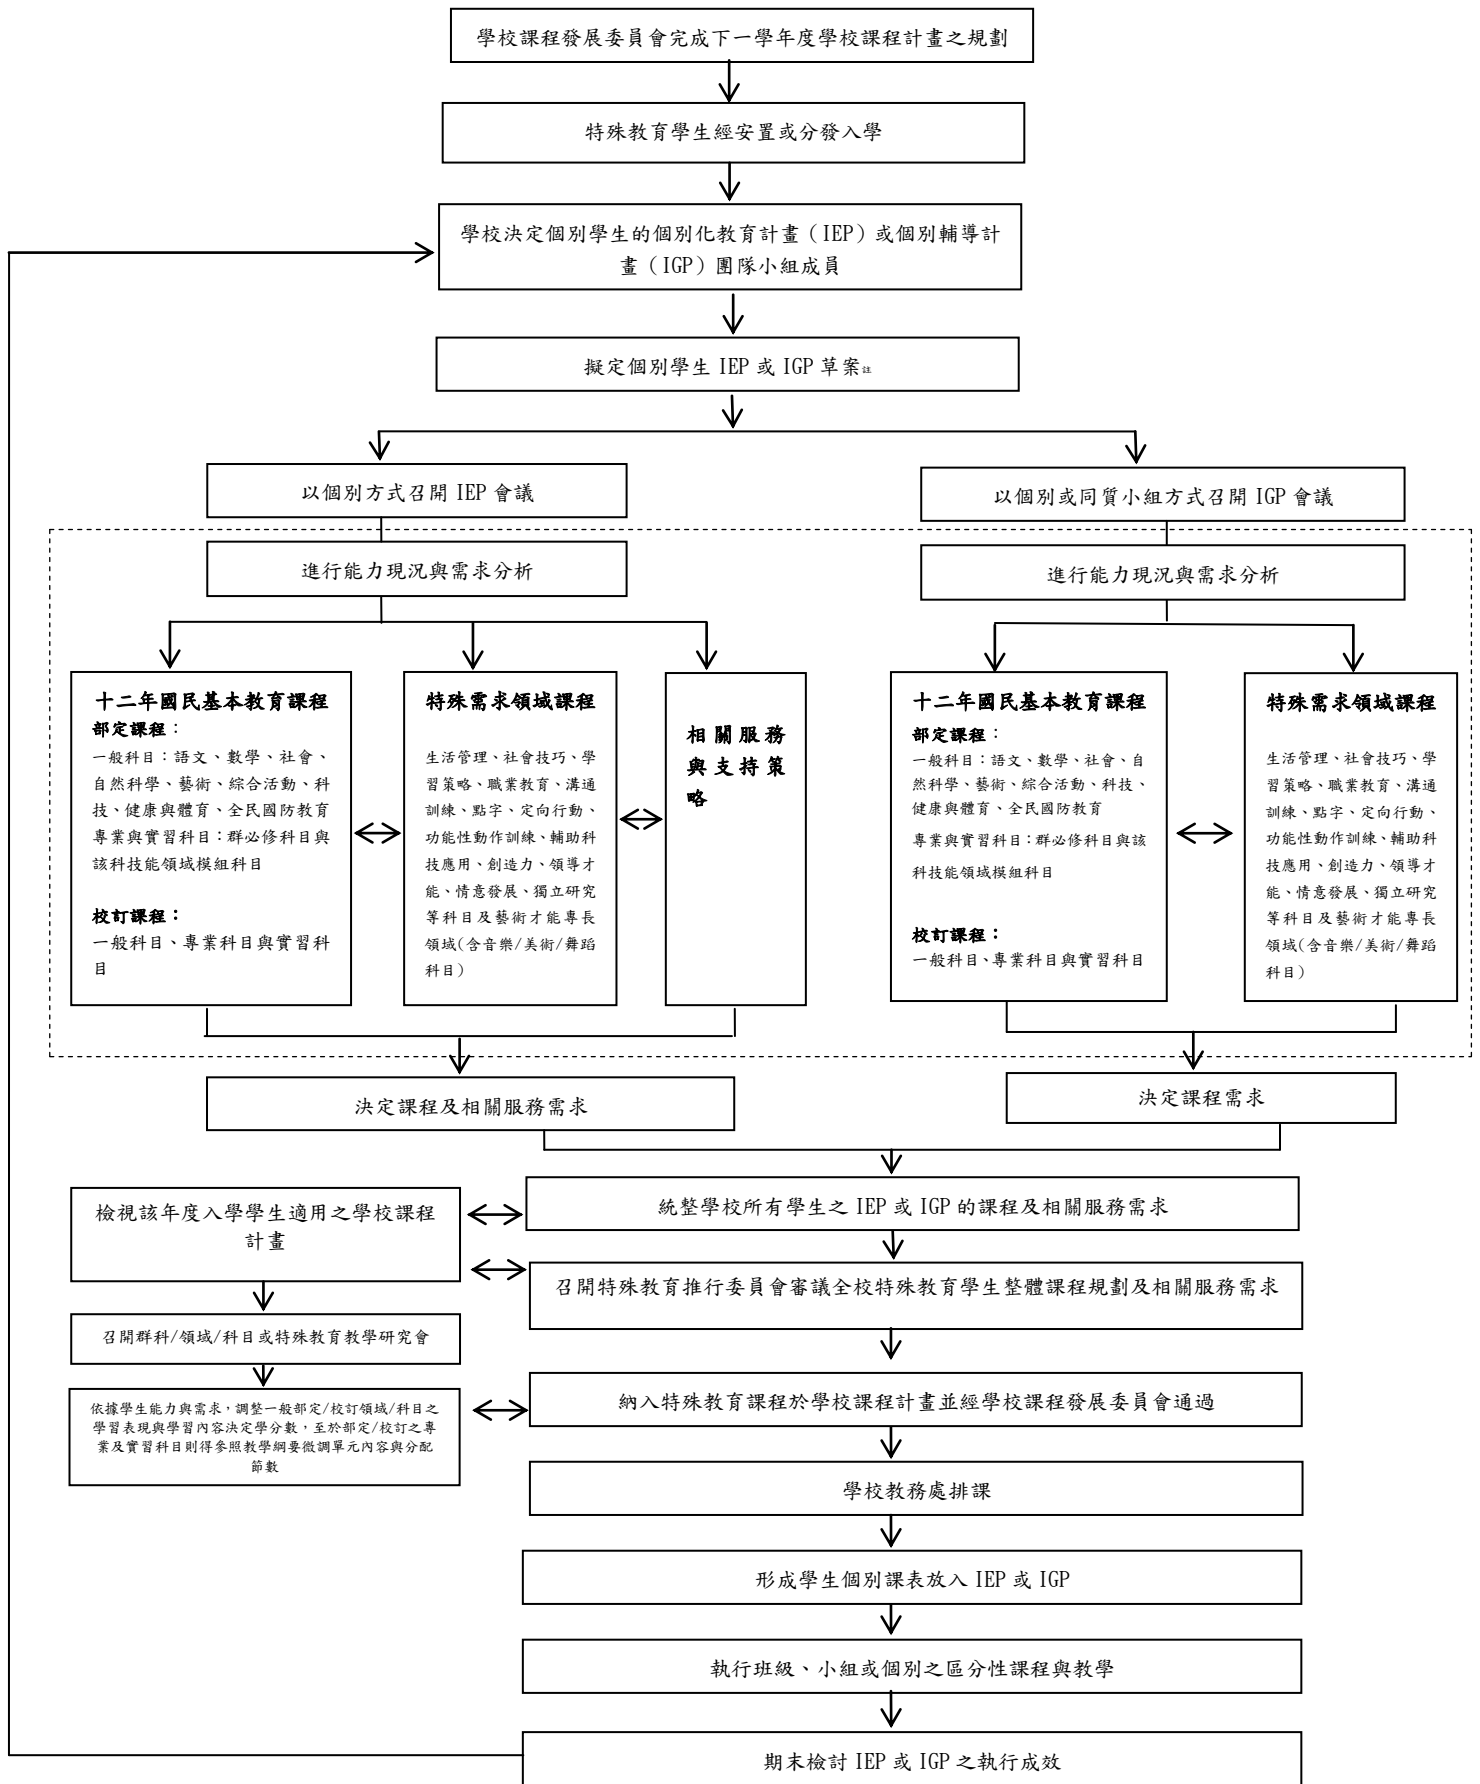 學校課程發展委員會完成下一學年度學校課程計畫之規劃
特殊教育學生經安置或分發入學
學校決定個別學生的個別化教育計畫（IEP）或個別輔導計
畫（IGP）團隊小組成員
擬定個別學生 IEP 或 IGP 草案註
以個別方式召開 IEP 會議
進行能力現況與需求分析
十二年國民基本教育課程
部定課程：
一般科目：語文、數學、社會、
自然科學、藝術、綜合活動、科
技、健康與體育、全民國防教育
專業與實習科目：群必修科目與
該科技能領域模組科目
校訂課程：
一般科目、專業科目與實習科
目
特殊需求領域課程
生活管理、社會技巧、學
習策略、職業教育、溝通
訓練、點字、定向行動、
功能性動作訓練、輔助科
技應用、創造力、領導才
能、情意發展、獨立研究
等科目及藝術才能專長
領域(含音樂/美術/舞蹈
科目)
相關服務
與支持策
略
決定課程及相關服務需求
以個別或同質小組方式召開 IGP 會議
進行能力現況與需求分析
十二年國民基本教育課程
部定課程：
一般科目：語文、數學、社會、自
然科學、藝術、綜合活動、科技、
健康與體育、全民國防教育
專業與實習科目：群必修科目與該
科技能領域模組科目
校訂課程：
一般科目、專業科目與實習科目
特殊需求領域課程
生活管理、社會技巧、學
習策略、職業教育、溝通
訓練、點字、定向行動、
功能性動作訓練、輔助科
技應用、創造力、領導才
能、情意發展、獨立研究
等科目及藝術才能專長
領域(含音樂/美術/舞蹈
科目)
決定課程需求
統整學校所有學生之 IEP 或 IGP 的課程及相關服務需求
檢視該年度入學學生適用之學校課程
計畫
召開特殊教育推行委員會審議全校特殊教育學生整體課程規劃及相關服務需求
召開群科/領域/科目或特殊教育教學研究會
納入特殊教育課程於學校課程計畫並經學校課程發展委員會通過
依據學生能力與需求，調整一般部定/校訂領域/科目之
學習表現與學習內容決定學分數，至於部定/校訂之專
業及實習科目則得參照教學綱要微調單元內容與分配
節數
學校教務處排課
形成學生個別課表放入 IEP 或 IGP
執行班級、小組或個別之區分性課程與教學
期末檢討 IEP 或 IGP 之執行成效